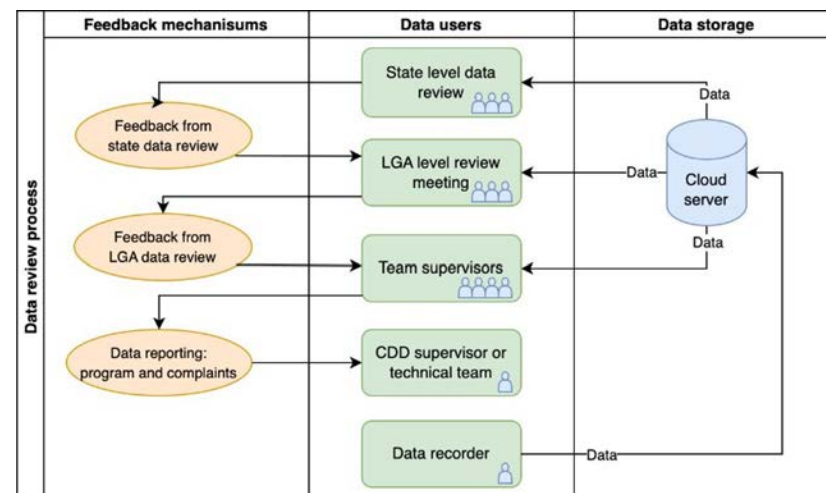 Feedback mechanisums
Data users
Data storage
Data review process
State level data
review
Data
Feedback from
state data review
LGA level review
meeting
Data
Cloud
server
Feedback from
LGA data review
Data
Team supervisors
Data reporting:
program and complaints
CDD supervisor or
technical team
Data recorder
Data